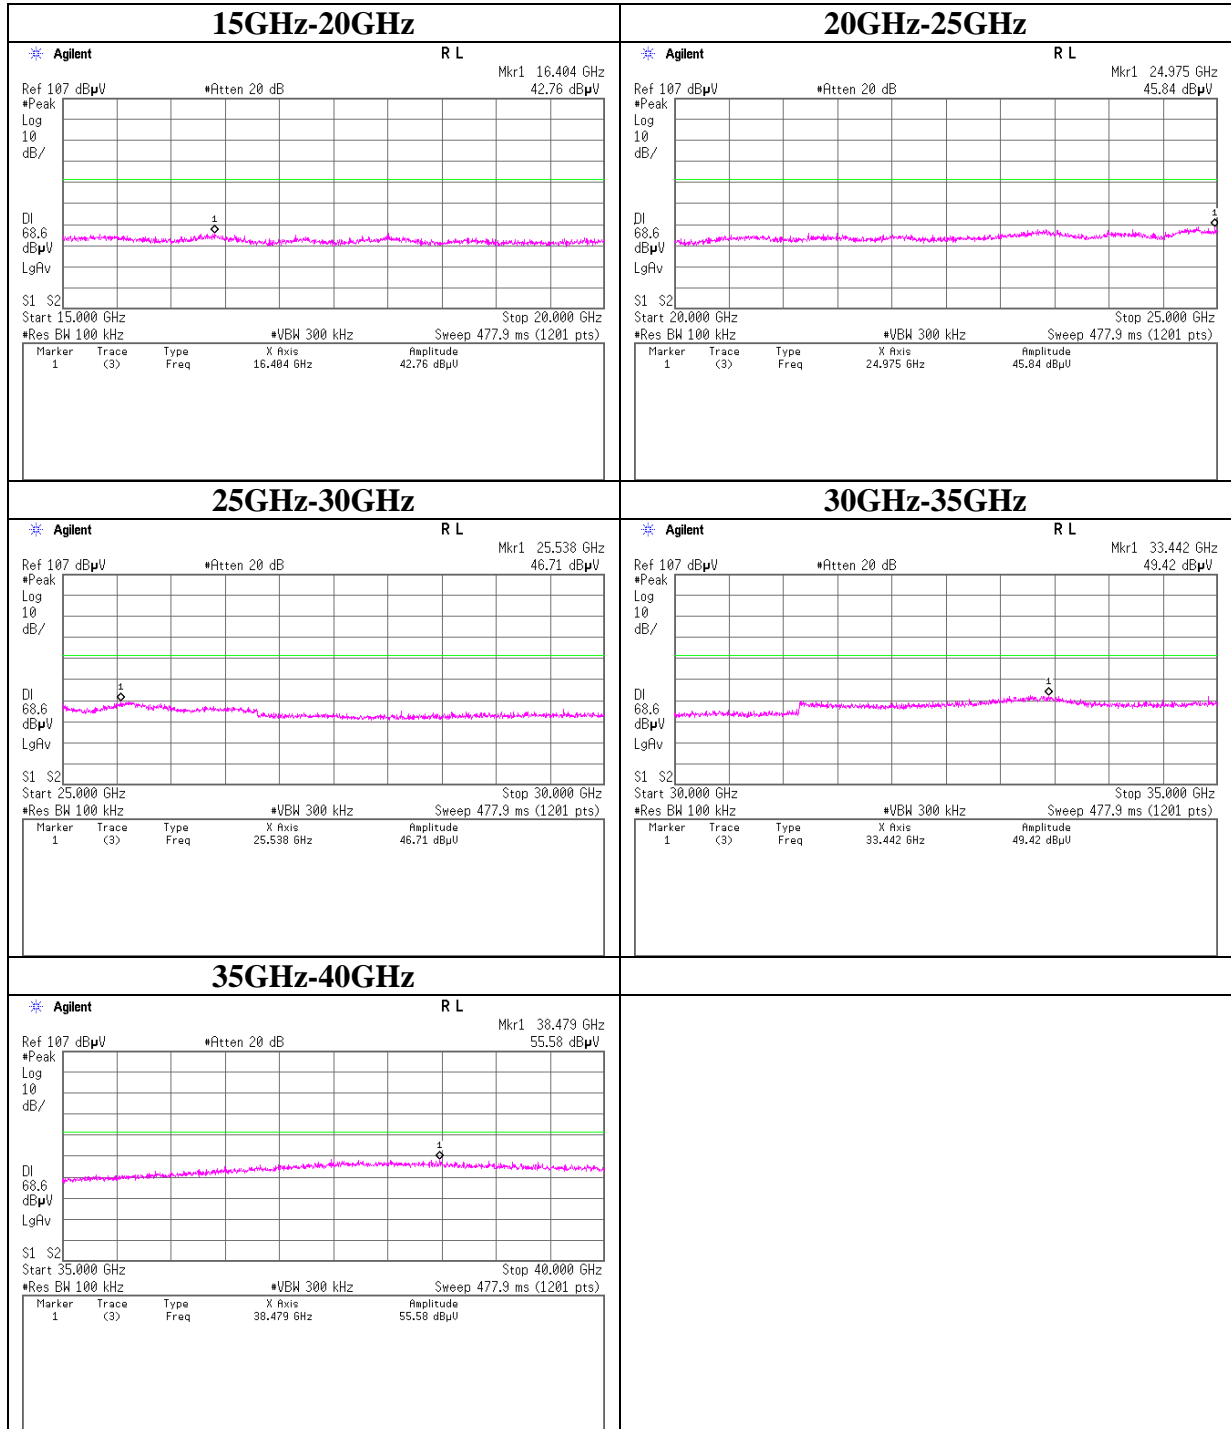 15GHz-20GHz
Agilent R L
Mkr1 16.404 GHz
Ref 107 dBµV #Atten 20 dB 42.76 dBµV
#Peak
Log
10
dB/
1
DI
68.6
dBµV
LgAv
S1 S2
Start 15.000 GHz Stop 20.000 GHz
#Res BW 100 kHz #VBW 300 kHz Sweep 477.9 ms (1201 pts)
Marker Trace Type X Axis Amplitude
1 (3) Freq 16.404 GHz 42.76 dBµV
20GHz-25GHz
Agilent R L
Mkr1 24.975 GHz
Ref 107 dBµV #Atten 20 dB 45.84 dBµV
#Peak
Log
10
dB/
1
DI
68.6
dBµV
LgAv
S1 S2
Start 20.000 GHz Stop 25.000 GHz
#Res BW 100 kHz #VBW 300 kHz Sweep 477.9 ms (1201 pts)
Marker Trace Type X Axis Amplitude
1 (3) Freq 24.975 GHz 45.84 dBµV
25GHz-30GHz
Agilent R L
Mkr1 25.538 GHz
Ref 107 dBµV #Atten 20 dB 46.71 dBµV
#Peak
Log
10
dB/
1
DI
68.6
dBµV
LgAv
S1 S2
Start 25.000 GHz Stop 30.000 GHz
#Res BW 100 kHz #VBW 300 kHz Sweep 477.9 ms (1201 pts)
Marker Trace Type X Axis Amplitude
1 (3) Freq 25.538 GHz 46.71 dBµV
30GHz-35GHz
Agilent R L
Mkr1 33.442 GHz
Ref 107 dBµV #Atten 20 dB 49.42 dBµV
#Peak
Log
10
dB/
1
DI
68.6
dBµV
LgAv
S1 S2
Start 30.000 GHz Stop 35.000 GHz
#Res BW 100 kHz #VBW 300 kHz Sweep 477.9 ms (1201 pts)
Marker Trace Type X Axis Amplitude
1 (3) Freq 33.442 GHz 49.42 dBµV
35GHz-40GHz
Agilent R L
Mkr1 38.479 GHz
Ref 107 dBµV #Atten 20 dB 55.58 dBµV
#Peak
Log
10
dB/
1
DI
68.6
dBµV
LgAv
S1 S2
Start 35.000 GHz Stop 40.000 GHz
#Res BW 100 kHz #VBW 300 kHz Sweep 477.9 ms (1201 pts)
Marker Trace Type X Axis Amplitude
1 (3) Freq 38.479 GHz 55.58 dBµV